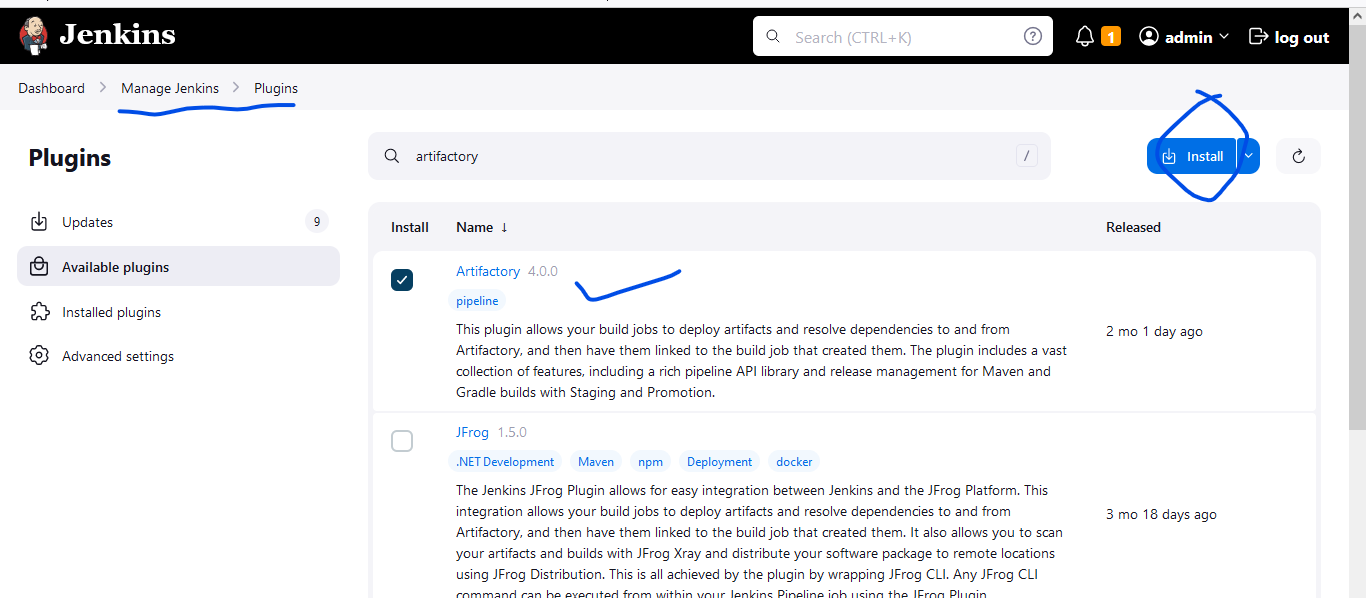 Jenkins
Search (CTRL+K)
?
1
admin
log out
Dashboard > Manage Jenkins > Plugins
Plugins
artifactory
/
Install
Updates
9
Available plugins
Installed plugins
Advanced settings
Install Name ↓ Released
Artifactory 4.0.0
pipeline
This plugin allows your build jobs to deploy artifacts and resolve dependencies to and from
Artifactory, and then have them linked to the build job that created them. The plugin includes a vast
collection of features, including a rich pipeline API library and release management for Maven and
Gradle builds with Staging and Promotion.
2 mo 1 day ago
JFrog 1.5.0
.NET Development Maven npm Deployment docker
The Jenkins JFrog Plugin allows for easy integration between Jenkins and the JFrog Platform. This
integration allows your build jobs to deploy artifacts and resolve dependencies to and from
Artifactory, and then have them linked to the build job that created them. It also allows you to scan
your artifacts and builds with JFrog Xray and distribute your software package to remote locations
using JFrog Distribution. This is all achieved by the plugin by wrapping JFrog CLI. Any JFrog CLI
command can be executed from within your Jenkins Pipeline job using the JFrog Plugin.
3 mo 18 days ago